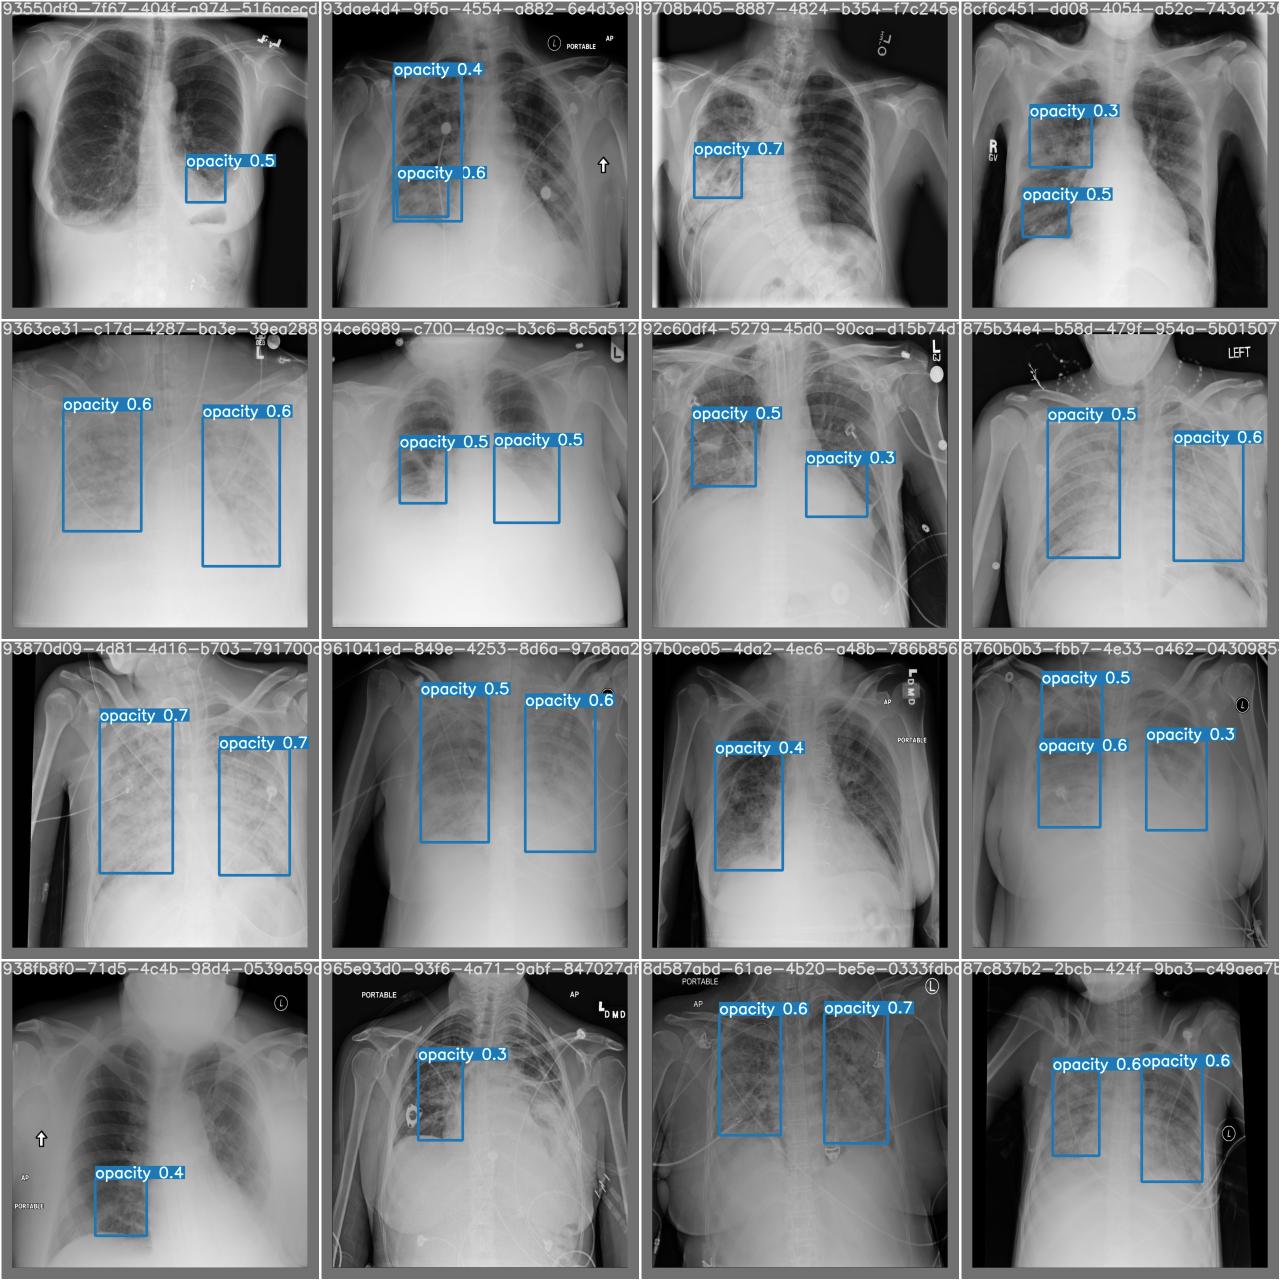 93550df9-7f67-404f-a974-516acecd
opacity 0.5
93dae4d4-9f5a-4554-a882-6e4d3e9
L PORTABLE AP
opacity 0.4
opacity 0.6
9708b405-8887-4824-b354-f7c245e
opacity 0.7
8cf6c451-dd08-4054-a52c-743a4236
R
GV
opacity 0.3
opacity 0.5
9363ce31-c17d-4287-ba3e-39ea288
L
opacity 0.6
opacity 0.6
94ce6989-c700-4a9c-b3c6-8c5a512
L
opacity 0.5
opacity 0.5
92c60df4-5279-45d0-90ca-d15b74d
L
opacity 0.5
opacity 0.3
875b34e4-b58d-479f-954a-5b01507
LEFT
opacity 0.5
opacity 0.6
93870d09-4d81-4d16-b703-791700c
opacity 0.7
opacity 0.7
961041ed-849e-4253-8d6a-97a8aa2
opacity 0.5
opacity 0.6
97b0ce05-4da2-4ec6-a48b-786b856
L D M D
AP
PORTABLE
opacity 0.4
8760b0b3-fbb7-4e33-a462-0430985
L
opacity 0.5
opacity 0.6
opacity 0.3
938fb8f0-71d5-4c4b-98d4-0539a59c
L
opacity 0.4
AP
PORTABLE
965e93d0-93f6-4a71-9abf-847027df
PORTABLE AP
L D M D
opacity 0.3
8d587abd-61ae-4b20-be5e-0333fdbc
PORTABLE
AP
L
opacity 0.6
opacity 0.7
87c837b2-2bcb-424f-9ba3-c49aea7b
opacity 0.6
opacity 0.6
L